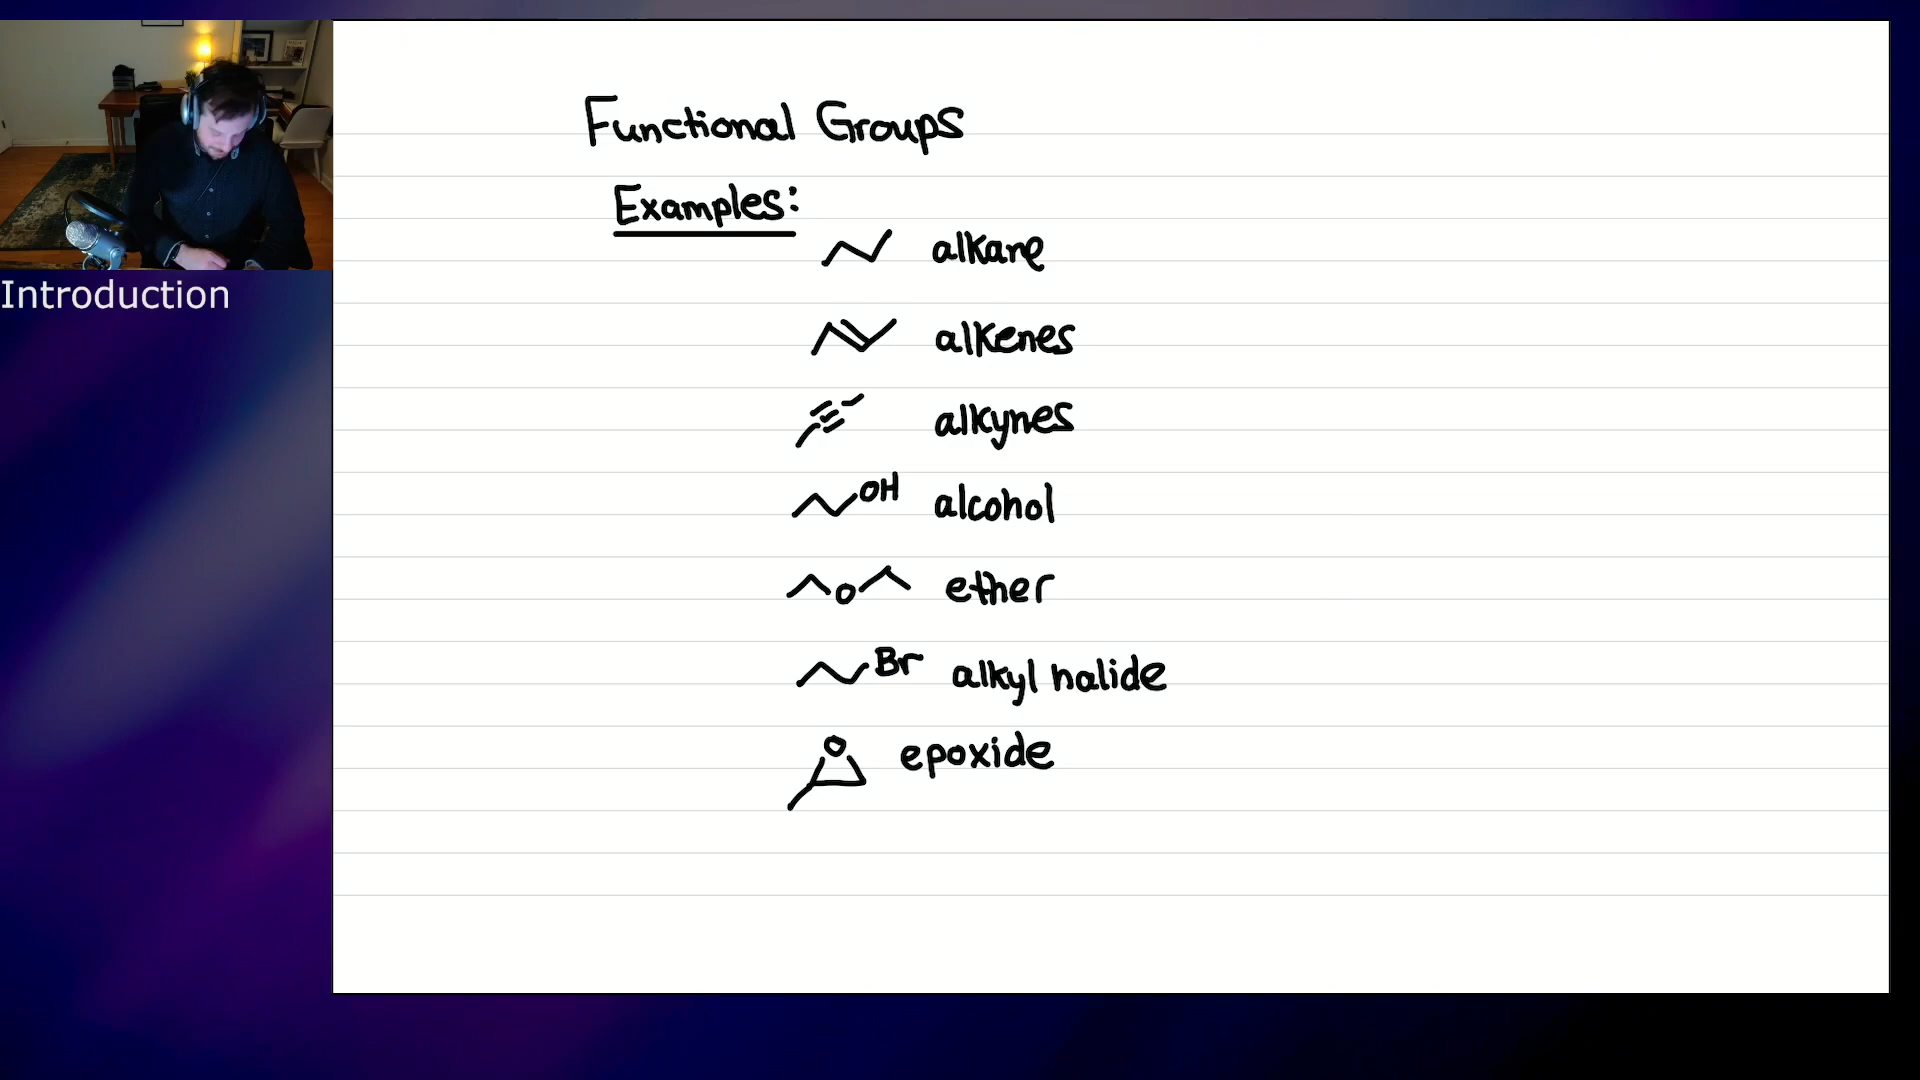 Functional Groups
Examples:
alkane
alkenes
alkynes
OH alcohol
O ether
Br alkyl halide
O epoxide
Introduction